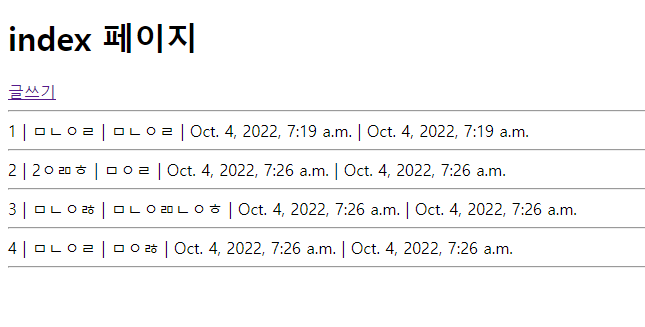 index 페이지
글쓰기
1 | ㅁㄴㅇㄹ | ㅁㄴㅇㄹ | Oct. 4, 2022, 7:19 a.m. | Oct. 4, 2022, 7:19 a.m.
2 | 2ㅇㄻㅎ | ㅁㅇㄹ | Oct. 4, 2022, 7:26 a.m. | Oct. 4, 2022, 7:26 a.m.
3 | ㅁㄴㅇㅀ | ㅁㄴㅇㄻㄴㅇㅎ | Oct. 4, 2022, 7:26 a.m. | Oct. 4, 2022, 7:26 a.m.
4 | ㅁㄴㅇㄹ | ㅁㅇㅀ | Oct. 4, 2022, 7:26 a.m. | Oct. 4, 2022, 7:26 a.m.